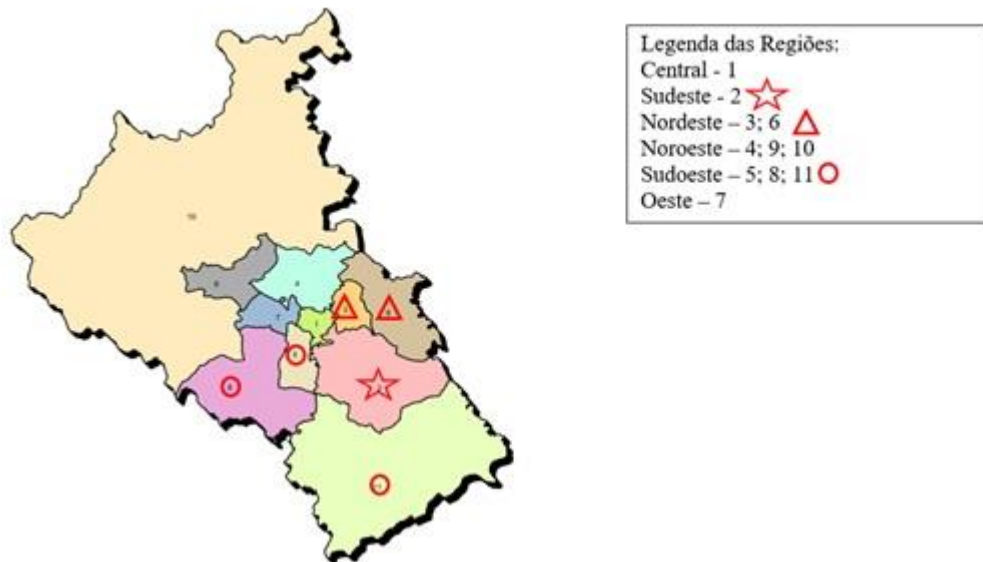 Legenda das Regiões:
Central - 1
Sudeste - 2
Nordeste – 3; 6
Noroeste – 4; 9; 10
Sudoeste – 5; 8; 11
Oeste – 7